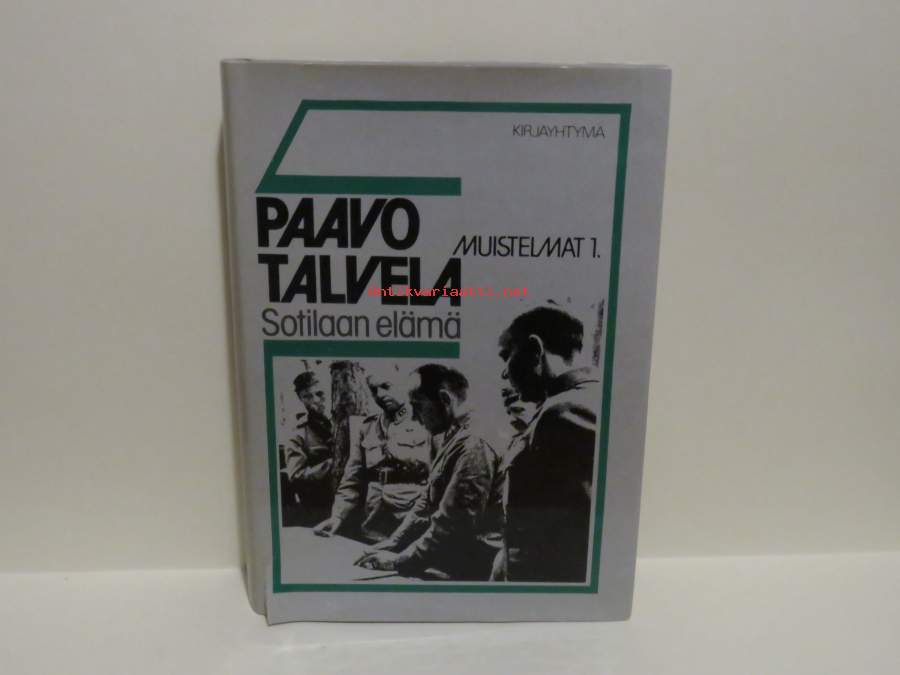 KIRJAYHTYMÄ
PAAVO
TALVELA
MUISTELMAT 1.
Sotilaan elämä
antikvariaatti.net